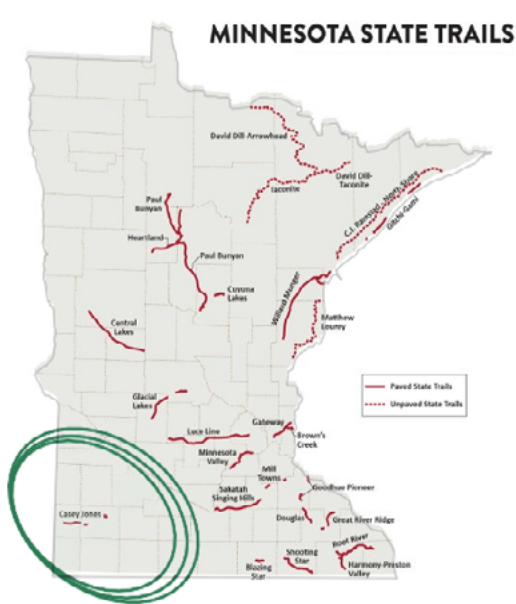 MINNESOTA STATE TRAILS
David Dill-Arrowhead
David Dill-
Taconite
Taconite
C.J. Ramstad - North Shore
Gitchi-Gami
Paul
Bunyan
Heartland
Paul Bunyan
Cuyuna
Lakes
Willard Munger
Matthew
Lourey
Central
Lakes
Paved State Trails
Unpaved State Trails
Glacial
Lakes
Luce Line
Gateway
Brown's
Creek
Minnesota
Valley
Mill
Towns
Goodhue Pioneer
Sakatah
Singing Hills
Casey Jones
Douglas
Great River Ridge
Root River
Shooting
Star
Blazing
Star
Harmony-Preston
Valley